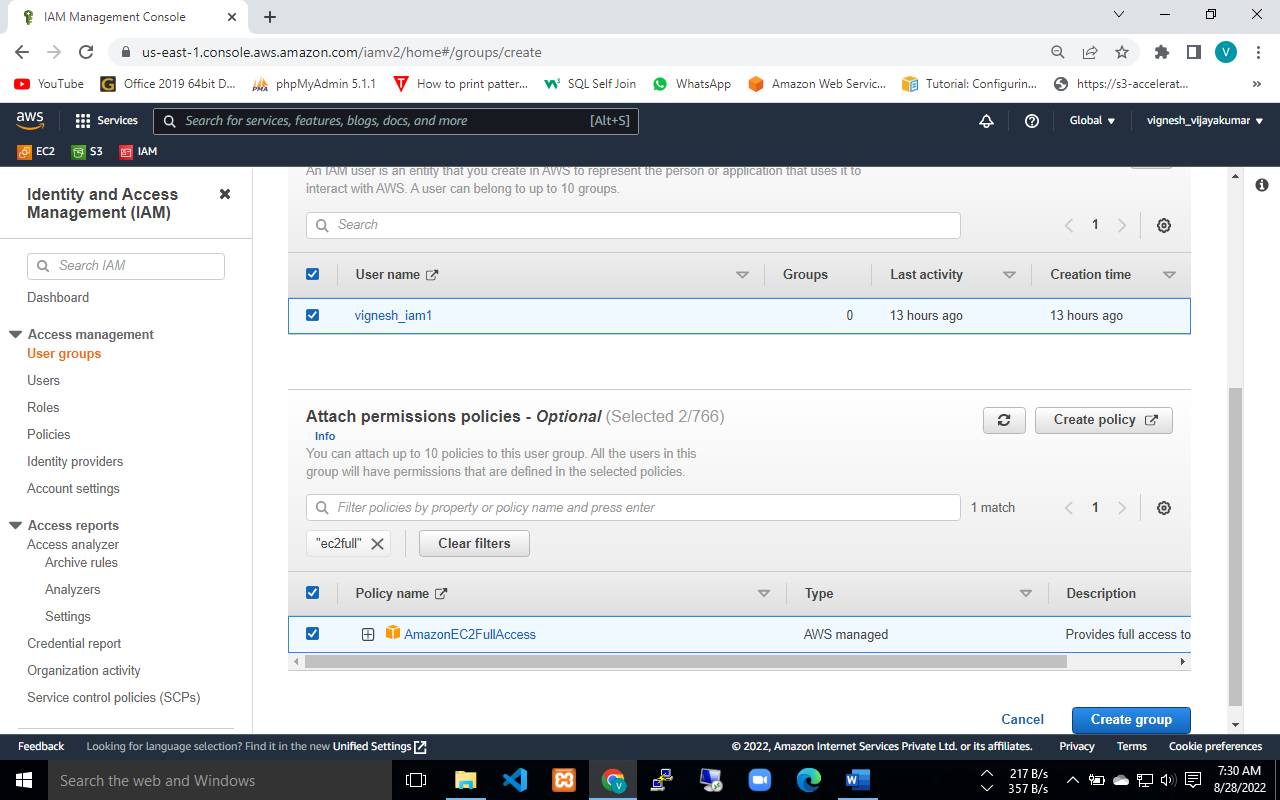 IAM Management Console
us-east-1.console.aws.amazon.com/iamv2/home#/groups/create
V
YouTube
Office 2019 64bit D...
phpMyAdmin 5.1.1
How to print patter...
SQL Self Join
WhatsApp
Amazon Web Servic...
Tutorial: Configurin...
https://s3-accelerat...
»
aws
Services
Search for services, features, blogs, docs, and more
[Alt+S]
Global
vignesh_vijayakumar
EC2
S3
IAM
Identity and Access
Management (IAM)
Search IAM
Dashboard
Access management
User groups
Users
Roles
Policies
Identity providers
Account settings
Access reports
Access analyzer
Archive rules
Analyzers
Settings
Credential report
Organization activity
Service control policies (SCPs)
An IAM user is an entity that you create in AWS to represent the person or application that uses it to
interact with AWS. A user can belong to up to 10 groups.
Search
1
User name
Groups
Last activity
Creation time
vignesh_iam1
0
13 hours ago
13 hours ago
Attach permissions policies - Optional (Selected 2/766)
Info
Create policy
You can attach up to 10 policies to this user group. All the users in this
group will have permissions that are defined in the selected policies.
Filter policies by property or policy name and press enter
1 match
1
"ec2full"
Clear filters
Policy name
Type
Description
AmazonEC2FullAccess
AWS managed
Provides full access to
Cancel
Create group
Feedback
Looking for language selection? Find it in the new Unified Settings
© 2022, Amazon Internet Services Private Ltd. or its affiliates.
Privacy
Terms
Cookie preferences
Search the web and Windows
217 B/s
357 B/s
7:30 AM
8/28/2022